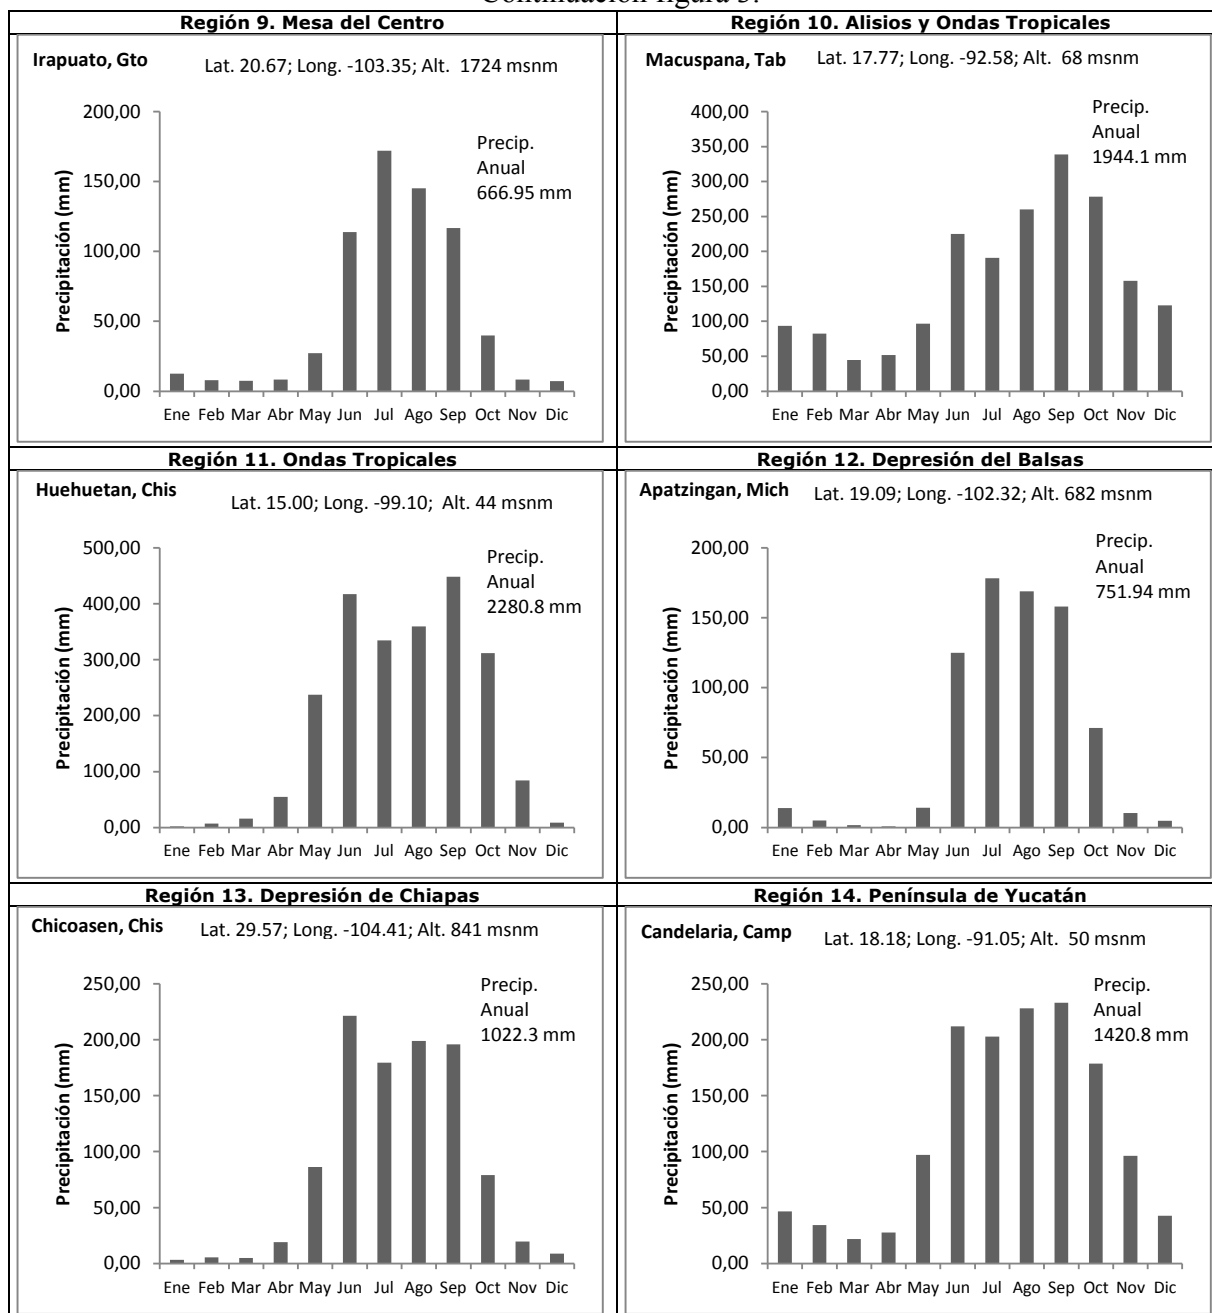 Continuación figura 3.
Región 9. Mesa del Centro
Irapuato, Gto
Lat. 20.67; Long. -103.35; Alt. 1724 msnm
Precip.
Anual
666.95 mm
Precipitación (mm)
200,00
150,00
100,00
50,00
0,00
Ene Feb Mar Abr May Jun Jul Ago Sep Oct Nov Dic
Región 10. Alisios y Ondas Tropicales
Macuspana, Tab
Lat. 17.77; Long. -92.58; Alt. 68 msnm
Precip.
Anual
1944.1 mm
Precipitación (mm)
400,00
350,00
300,00
250,00
200,00
150,00
100,00
50,00
0,00
Ene Feb Mar Abr May Jun Jul Ago Sep Oct Nov Dic
Región 11. Ondas Tropicales
Huehuetan, Chis
Lat. 15.00; Long. -99.10; Alt. 44 msnm
Precip.
Anual
2280.8 mm
Precipitación (mm)
500,00
400,00
300,00
200,00
100,00
0,00
Ene Feb Mar Abr May Jun Jul Ago Sep Oct Nov Dic
Región 12. Depresión del Balsas
Apatzingan, Mich
Lat. 19.09; Long. -102.32; Alt. 682 msnm
Precip.
Anual
751.94 mm
Precipitación (mm)
200,00
150,00
100,00
50,00
0,00
Ene Feb Mar Abr May Jun Jul Ago Sep Oct Nov Dic
Región 13. Depresión de Chiapas
Chicoasen, Chis
Lat. 29.57; Long. -104.41; Alt. 841 msnm
Precip.
Anual
1022.3 mm
Precipitación (mm)
250,00
200,00
150,00
100,00
50,00
0,00
Ene Feb Mar Abr May Jun Jul Ago Sep Oct Nov Dic
Región 14. Península de Yucatán
Candelaria, Camp
Lat. 18.18; Long. -91.05; Alt. 50 msnm
Precip.
Anual
1420.8 mm
Precipitación (mm)
250,00
200,00
150,00
100,00
50,00
0,00
Ene Feb Mar Abr May Jun Jul Ago Sep Oct Nov Dic